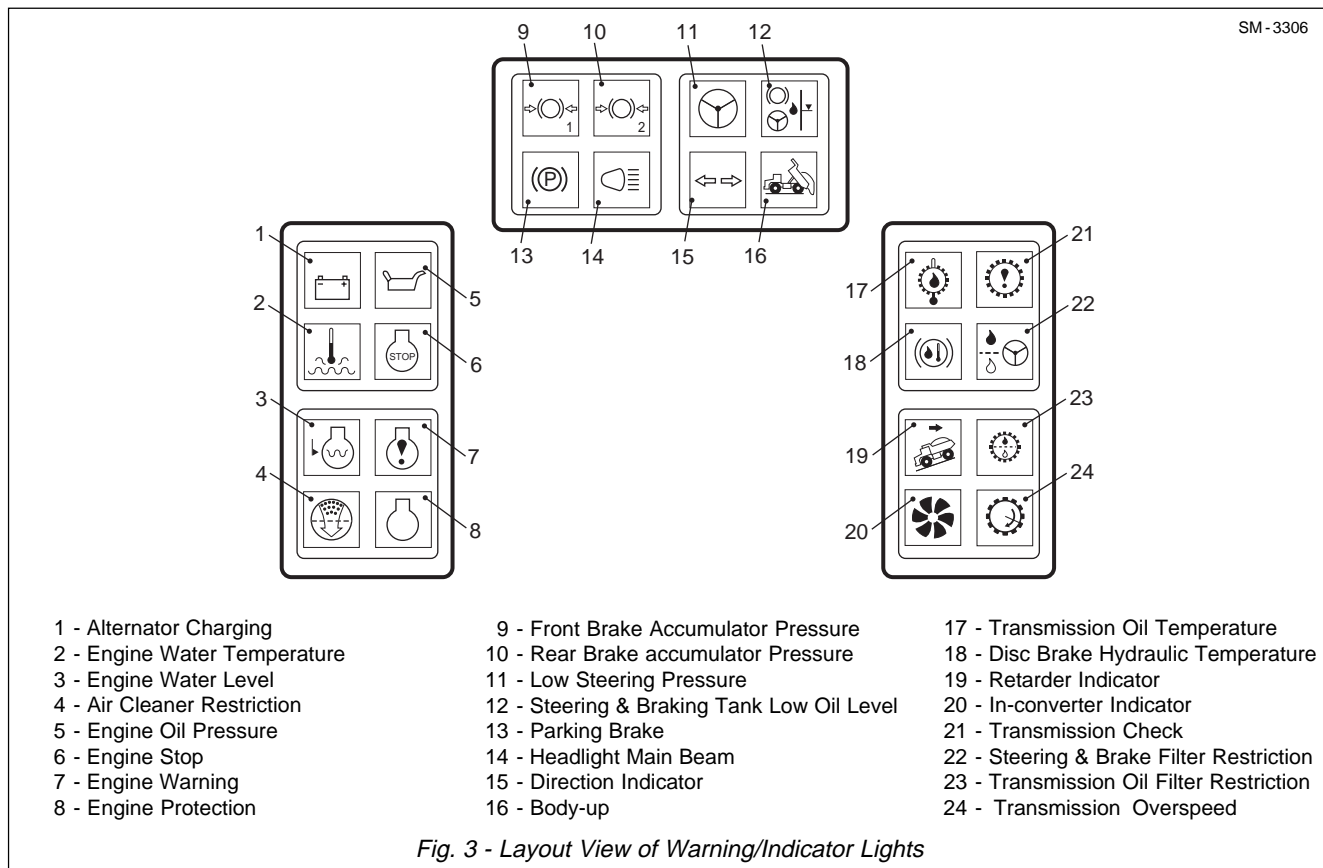 SM-3306
9 10 11 12
1 2
P
13 14 15 16
1
5
2
STOP
6
3
7
4
8
21
17
22
18
23
19
24
20
1 - Alternator Charging
2 - Engine Water Temperature
3 - Engine Water Level
4 - Air Cleaner Restriction
5 - Engine Oil Pressure
6 - Engine Stop
7 - Engine Warning
8 - Engine Protection
9 - Front Brake Accumulator Pressure
10 - Rear Brake accumulator Pressure
11 - Low Steering Pressure
12 - Steering & Braking Tank Low Oil Level
13 - Parking Brake
14 - Headlight Main Beam
15 - Direction Indicator
16 - Body-up
17 - Transmission Oil Temperature
18 - Disc Brake Hydraulic Temperature
19 - Retarder Indicator
20 - In-converter Indicator
21 - Transmission Check
22 - Steering & Brake Filter Restriction
23 - Transmission Oil Filter Restriction
24 - Transmission Overspeed
Fig. 3 - Layout View of Warning/Indicator Lights